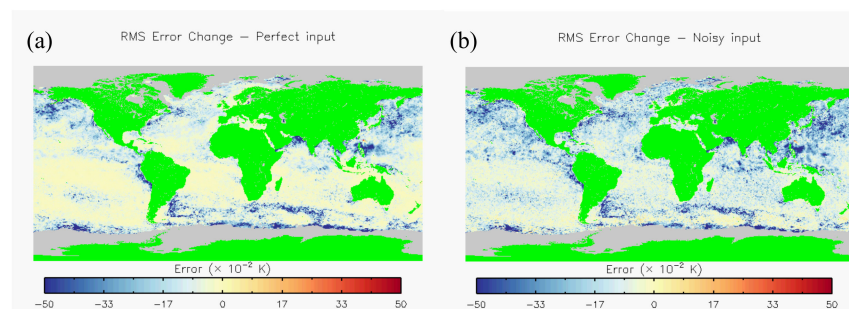 (a) RMS Error Change – Perfect input
(b) RMS Error Change – Noisy input
Error (× 10⁻² K)
−50 −33 −17 0 17 33 50
Error (× 10⁻² K)
−50 −33 −17 0 17 33 50